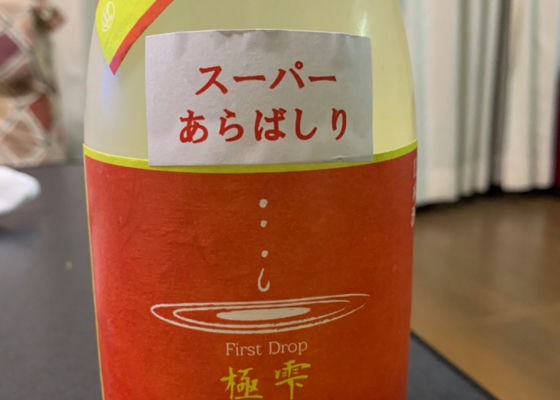 スーパー
あらばしり
First Drop
極雫